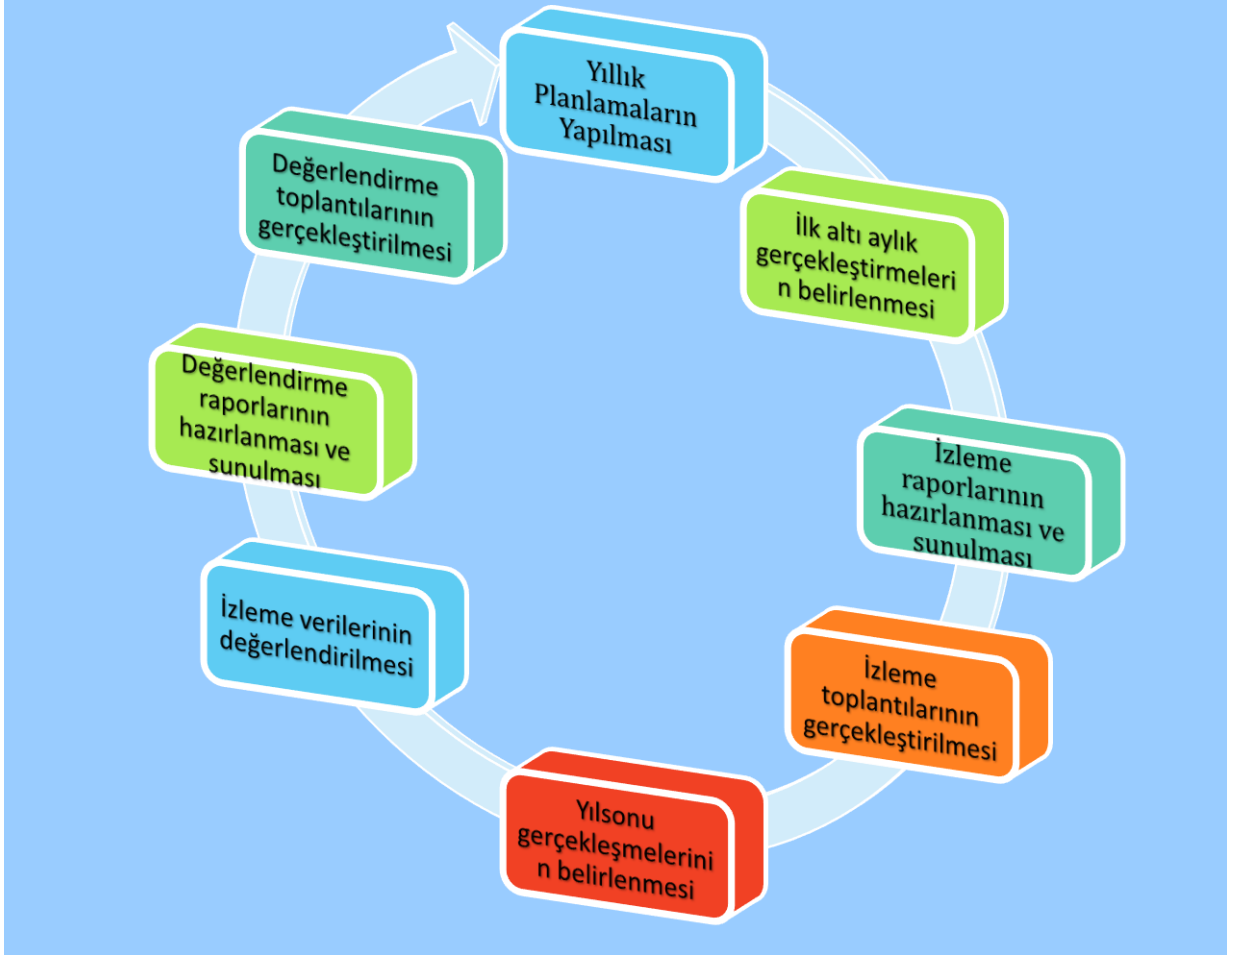 Yıllık
Planlamaların
Yapılması
İlk altı aylık
gerçekleştirmeleri
n belirlenmesi
İzleme
raporlarının
hazırlanması ve
sunulması
İzleme
toplantılarının
gerçekleştirilmesi
Yılsonu
gerçekleşmelerini
n belirlenmesi
İzleme verilerinin
değerlendirilmesi
Değerlendirme
raporlarının
hazırlanması ve
sunulması
Değerlendirme
toplantılarının
gerçekleştirilmesi